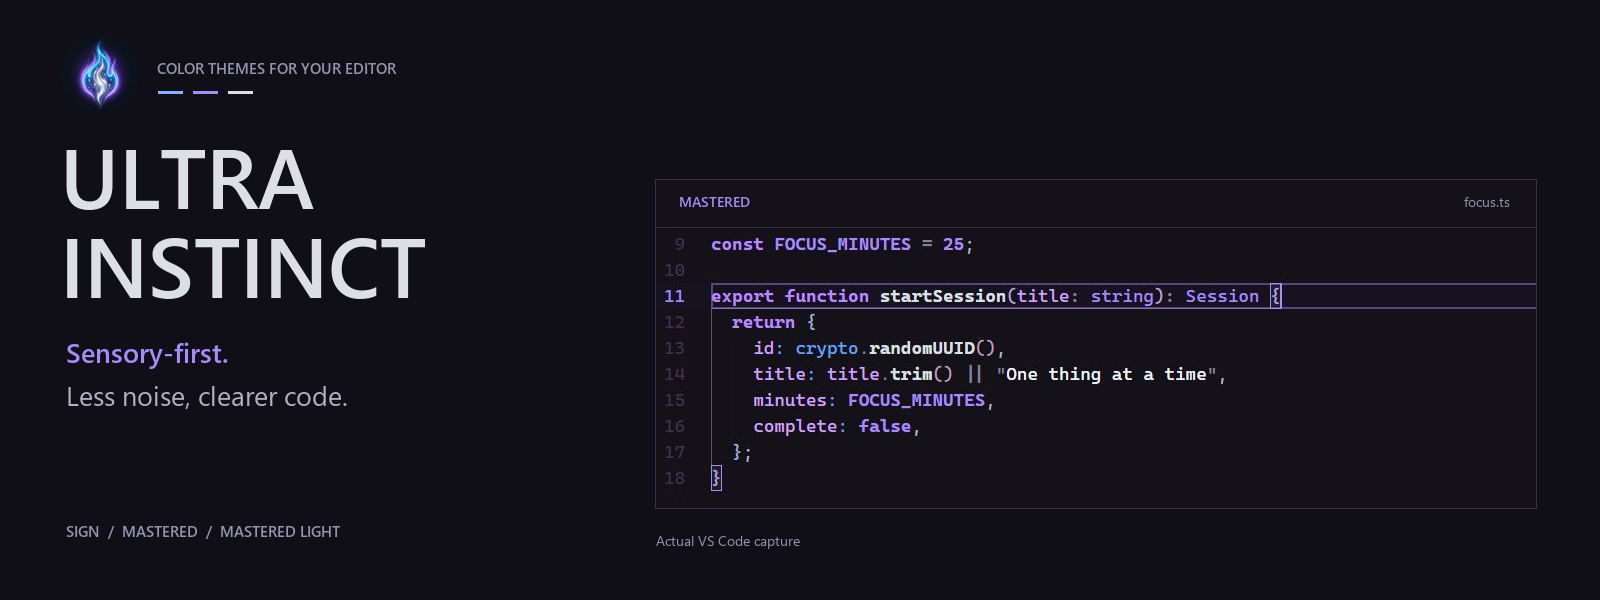 COLOR THEMES FOR YOUR EDITOR
ULTRA
INSTINCT
Sensory-first.
Less noise, clearer code.
SIGN / MASTERED / MASTERED LIGHT
MASTERED
focus.ts
9 const FOCUS_MINUTES = 25;
10
11 export function startSession(title: string): Session {
12   return {
13     id: crypto.randomUUID(),
14     title: title.trim() || "One thing at a time",
15     minutes: FOCUS_MINUTES,
16     complete: false,
17   };
18 }
Actual VS Code capture